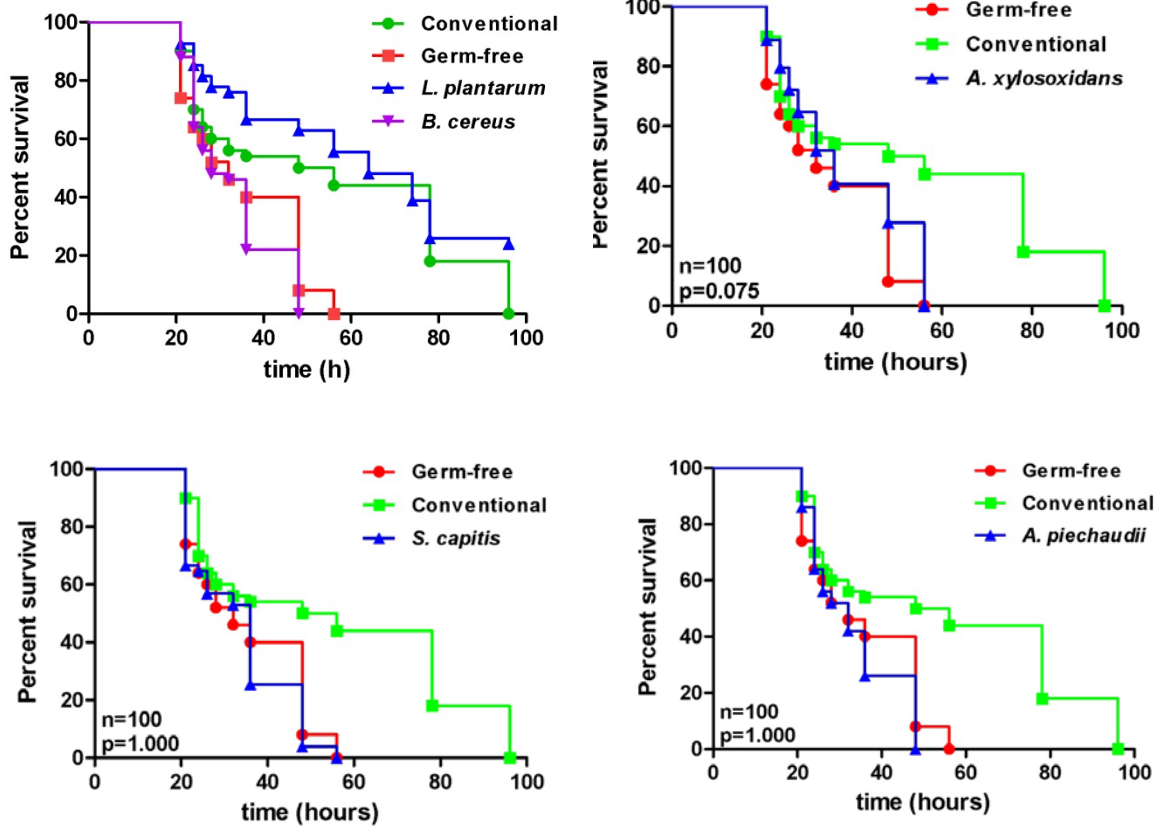 Conventional
Germ-free
L. plantarum
B. cereus
Percent survival
100
80
60
40
20
0
0 20 40 60 80 100
time (h)
Germ-free
Conventional
A. xylosoxidans
Percent survival
100
80
60
40
20
0
n=100
p=0.075
0 20 40 60 80 100
time (hours)
Germ-free
Conventional
S. capitis
Percent survival
100
80
60
40
20
0
n=100
p=1.000
0 20 40 60 80 100
time (hours)
Germ-free
Conventional
A. piechaudii
Percent survival
100
80
60
40
20
0
n=100
p=1.000
0 20 40 60 80 100
time (hours)